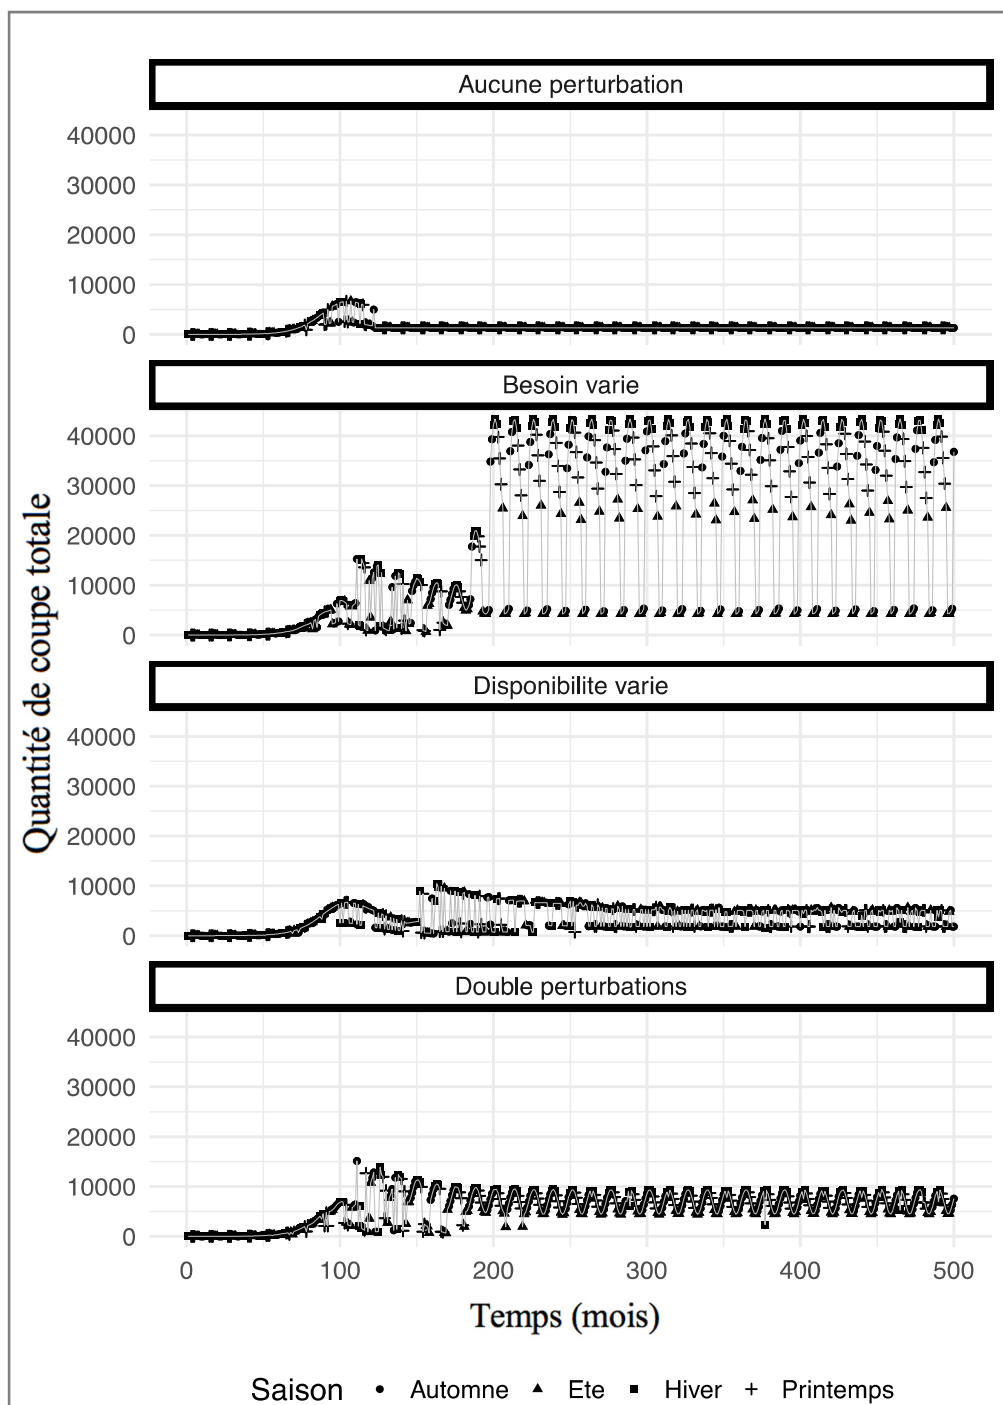 Aucune perturbation
40000
30000
20000
10000
0
Besoin varie
40000
30000
20000
10000
0
Disponibilite varie
40000
30000
20000
10000
0
Double perturbations
40000
30000
20000
10000
0
Quantité de coupe totale
0 100 200 300 400 500
Temps (mois)
Saison Automne Ete Hiver Printemps